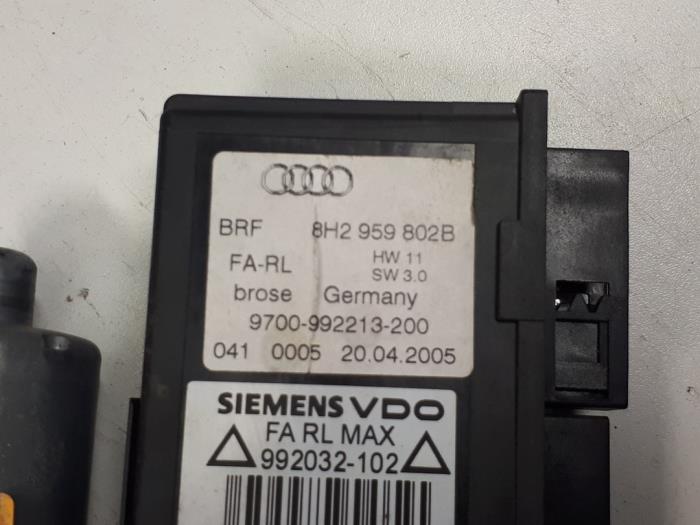 BRF 8H2 959 802B
FA-RL HW 11
SW 3.0
brose Germany
9700-992213-200
041 0005 20.04.2005
SIEMENS VDO
FA RL MAX
992032-102